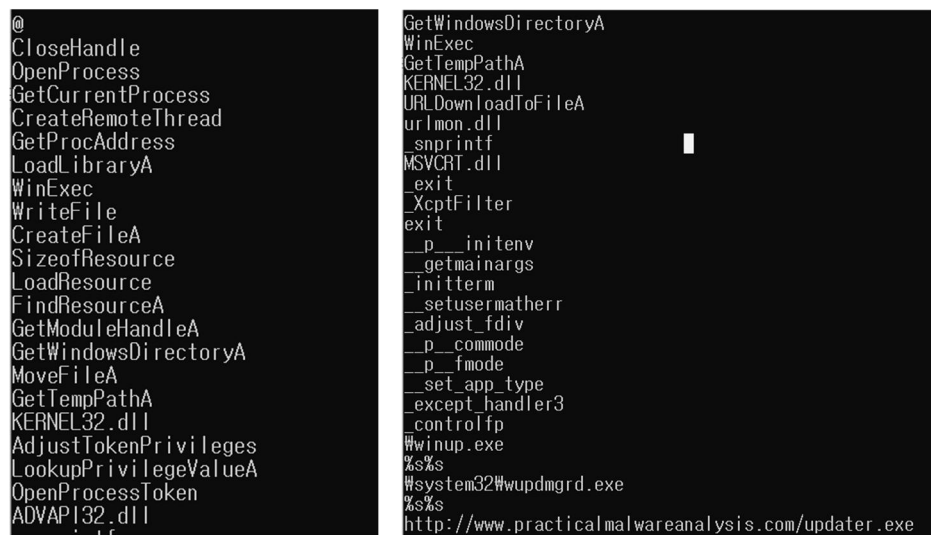 @
CloseHandle
OpenProcess
GetCurrentProcess
CreateRemoteThread
GetProcAddress
LoadLibraryA
WinExec
WriteFile
CreateFileA
SizeofResource
LoadResource
FindResourceA
GetModuleHandleA
GetWindowsDirectoryA
MoveFileA
GetTempPathA
KERNEL32.dll
AdjustTokenPrivileges
LookupPrivilegeValueA
OpenProcessToken
ADVAPI32.dll
GetWindowsDirectoryA
WinExec
GetTempPathA
KERNEL32.dll
URLDownloadToFileA
urlmon.dll
_snprintf
MSVCRT.dll
_exit
_XcptFilter
exit
__p___initenv
__getmainargs
_initterm
__setusermatherr
_adjust_fdiv
__p__commode
__p__fmode
__set_app_type
_except_handler3
_controlfp
₩winup.exe
%s%s
₩system32₩wupdmgrd.exe
%s%s
http://www.practicalmalwareanalysis.com/updater.exe